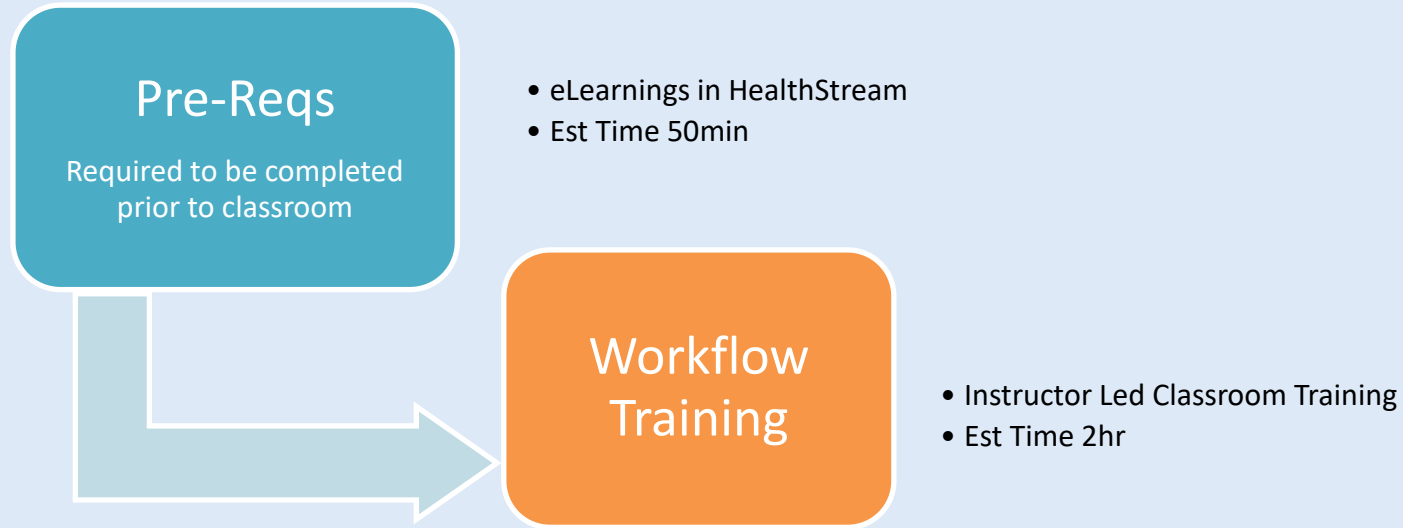 Pre-Reqs
Required to be completed
prior to classroom
• eLearnings in HealthStream
• Est Time 50min
Workflow
Training
• Instructor Led Classroom Training
• Est Time 2hr